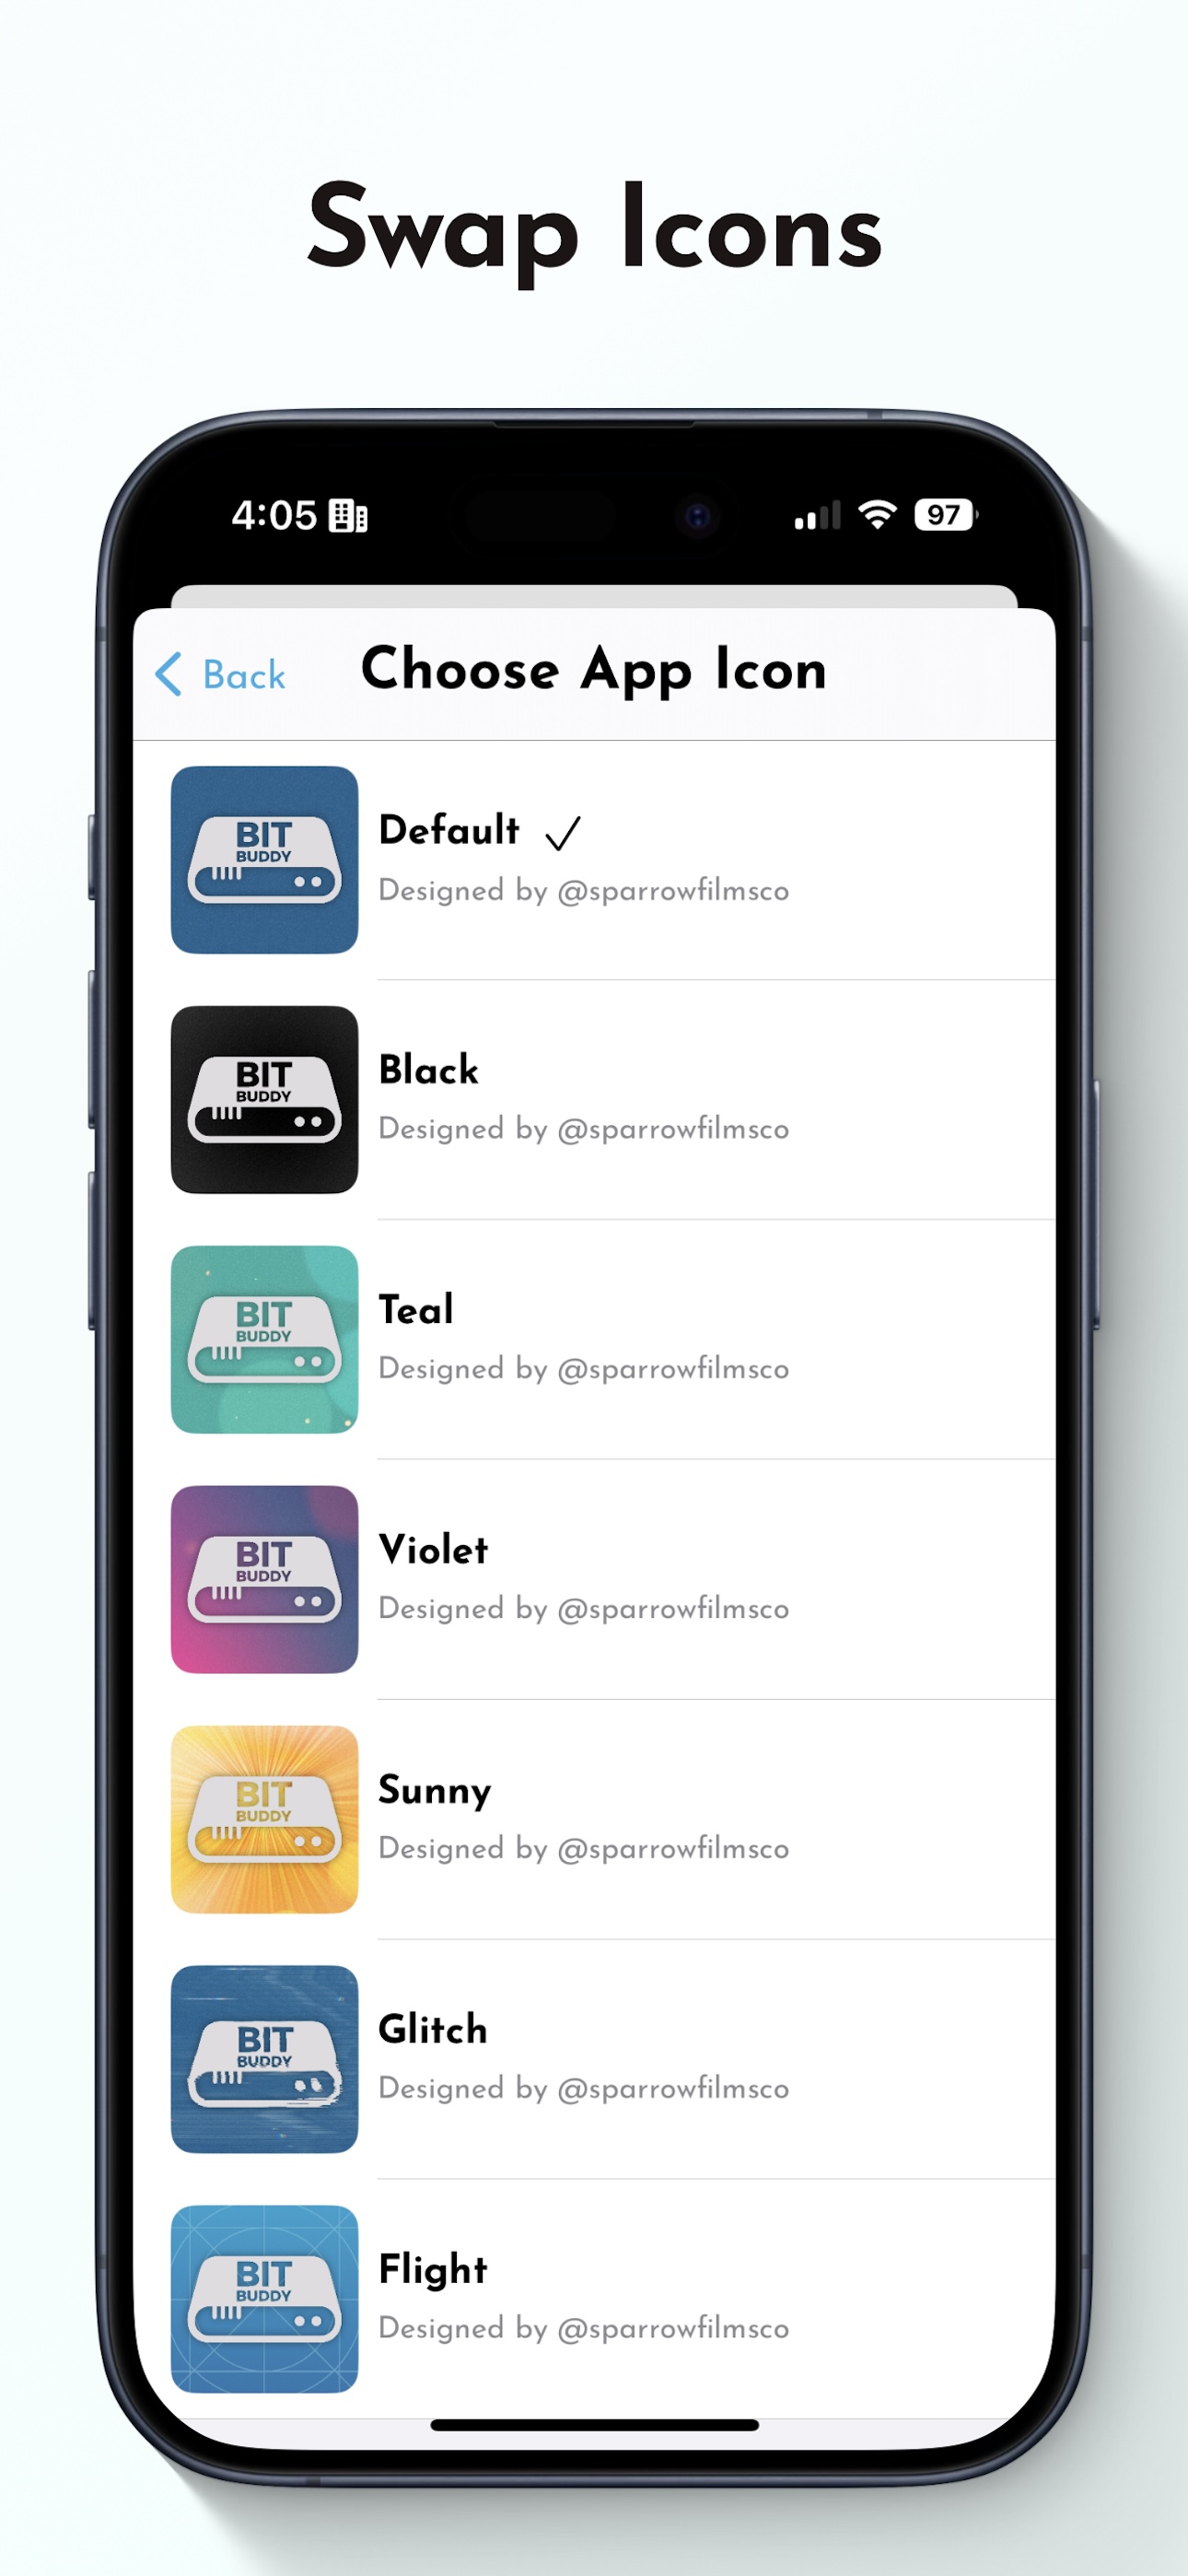 Swap Icons
4:05
97
Back
Choose App Icon
BIT
BUDDY
Default
Designed by @sparrowfilmsco
BIT
BUDDY
Black
Designed by @sparrowfilmsco
BIT
BUDDY
Teal
Designed by @sparrowfilmsco
BIT
BUDDY
Violet
Designed by @sparrowfilmsco
BIT
BUDDY
Sunny
Designed by @sparrowfilmsco
BIT
BUDDY
Glitch
Designed by @sparrowfilmsco
BIT
BUDDY
Flight
Designed by @sparrowfilmsco